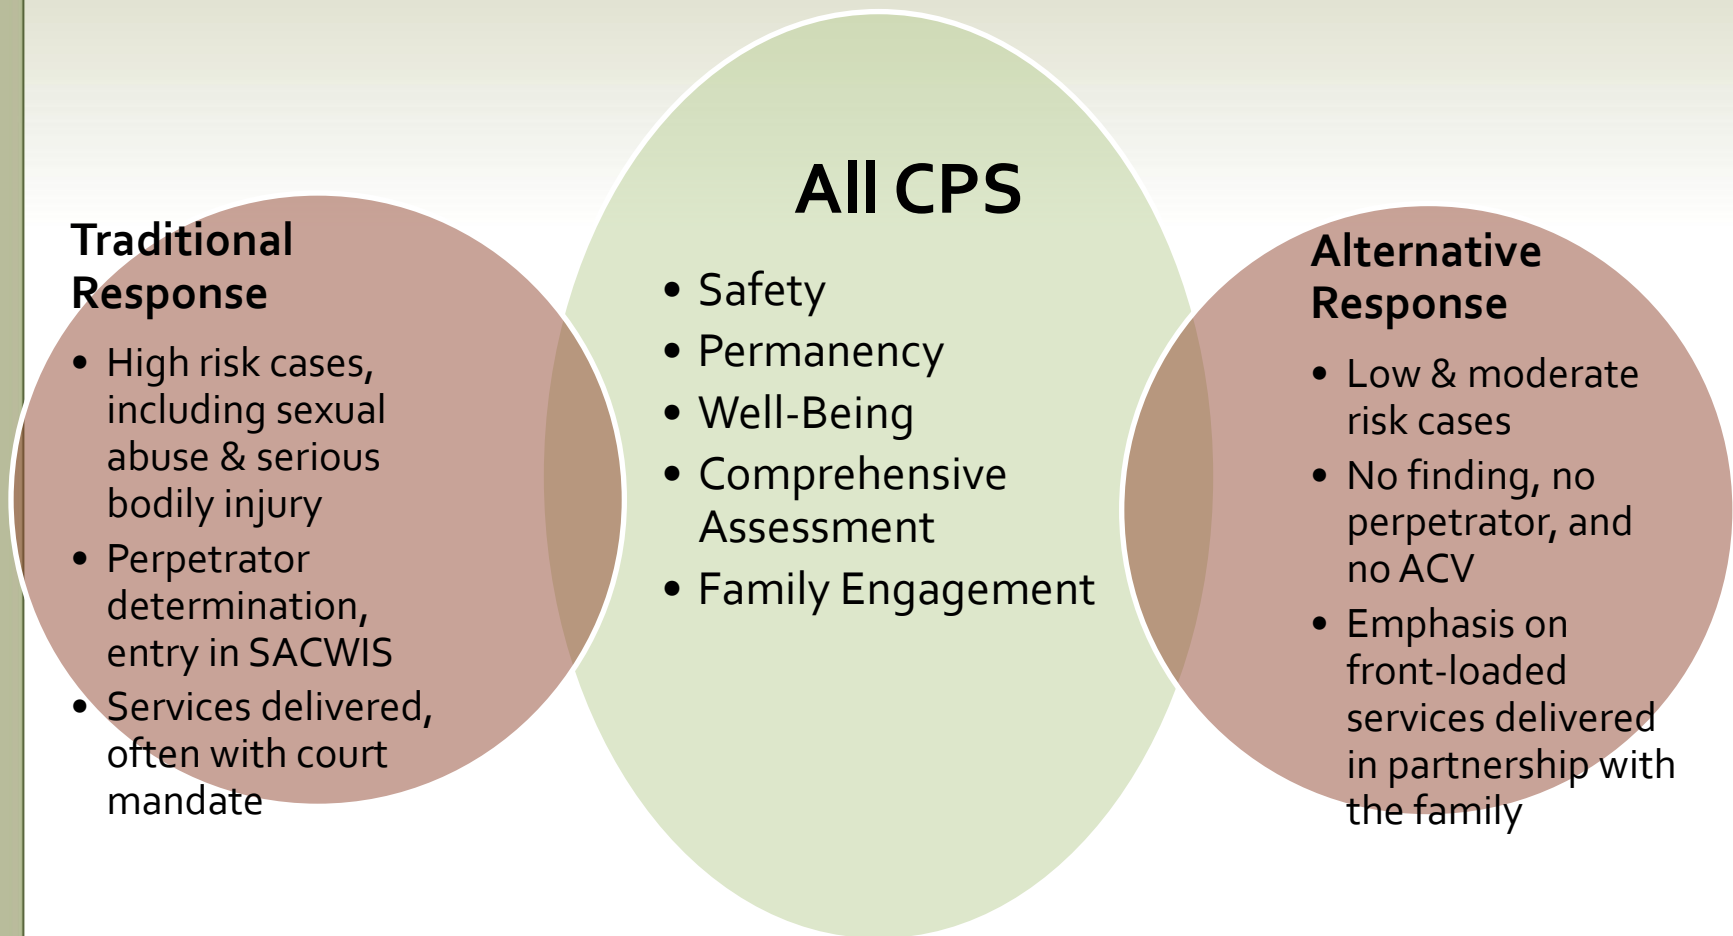 Traditional
Response
• High risk cases,
including sexual
abuse & serious
bodily injury
• Perpetrator
determination,
entry in SACWIS
• Services delivered,
often with court
mandate
All CPS
• Safety
• Permanency
• Well-Being
• Comprehensive
Assessment
• Family Engagement
Alternative
Response
• Low & moderate
risk cases
• No finding, no
perpetrator, and
no ACV
• Emphasis on
front-loaded
services delivered
in partnership with
the family